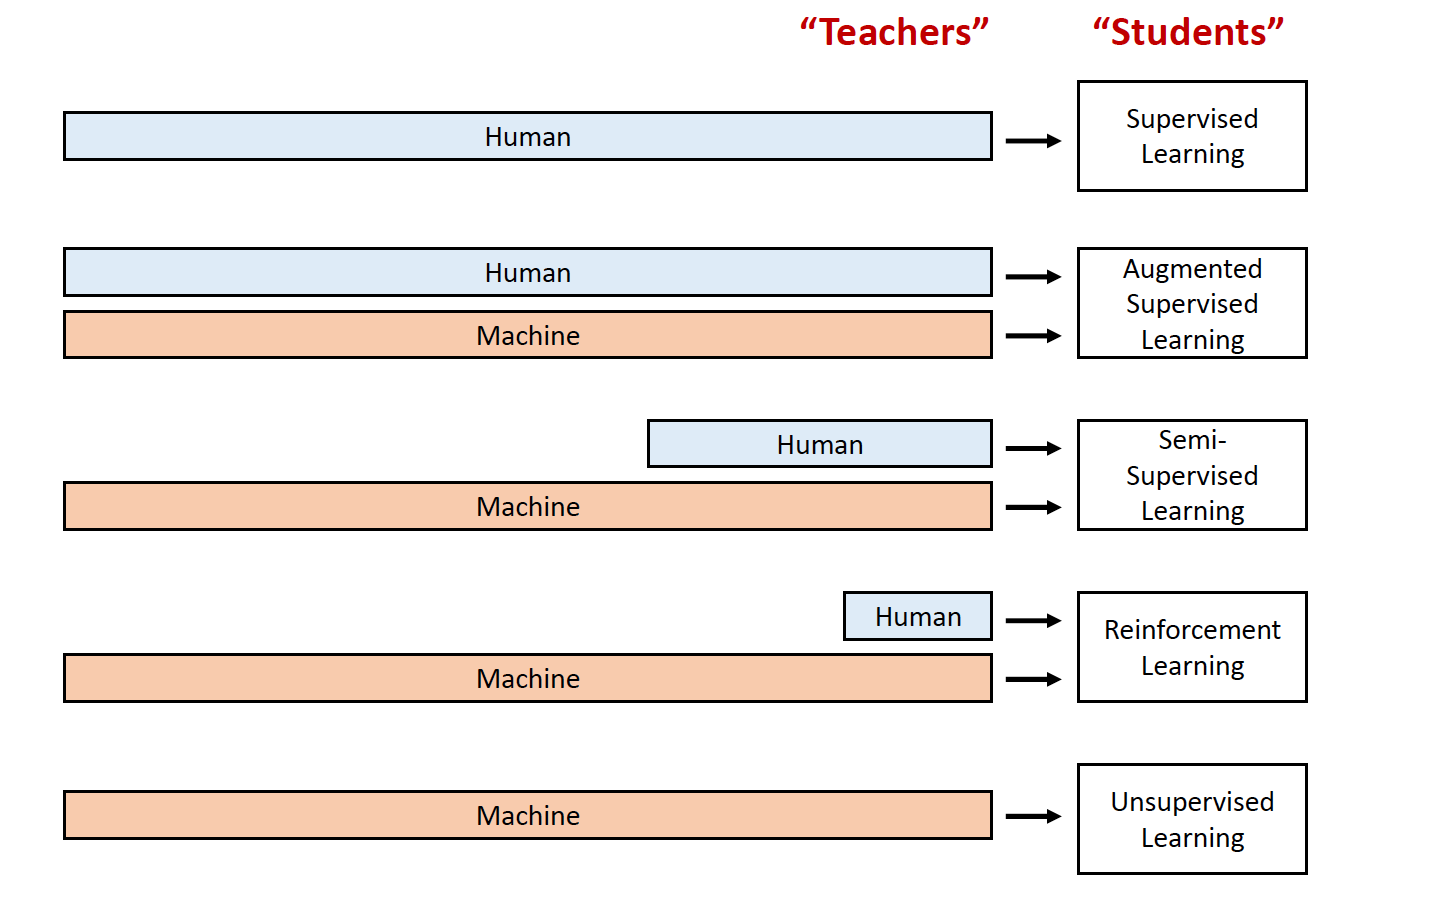 “Teachers” “Students”
Human
Supervised
Learning
Human
Machine
Augmented
Supervised
Learning
Human
Machine
Semi-
Supervised
Learning
Human
Machine
Reinforcement
Learning
Machine
Unsupervised
Learning